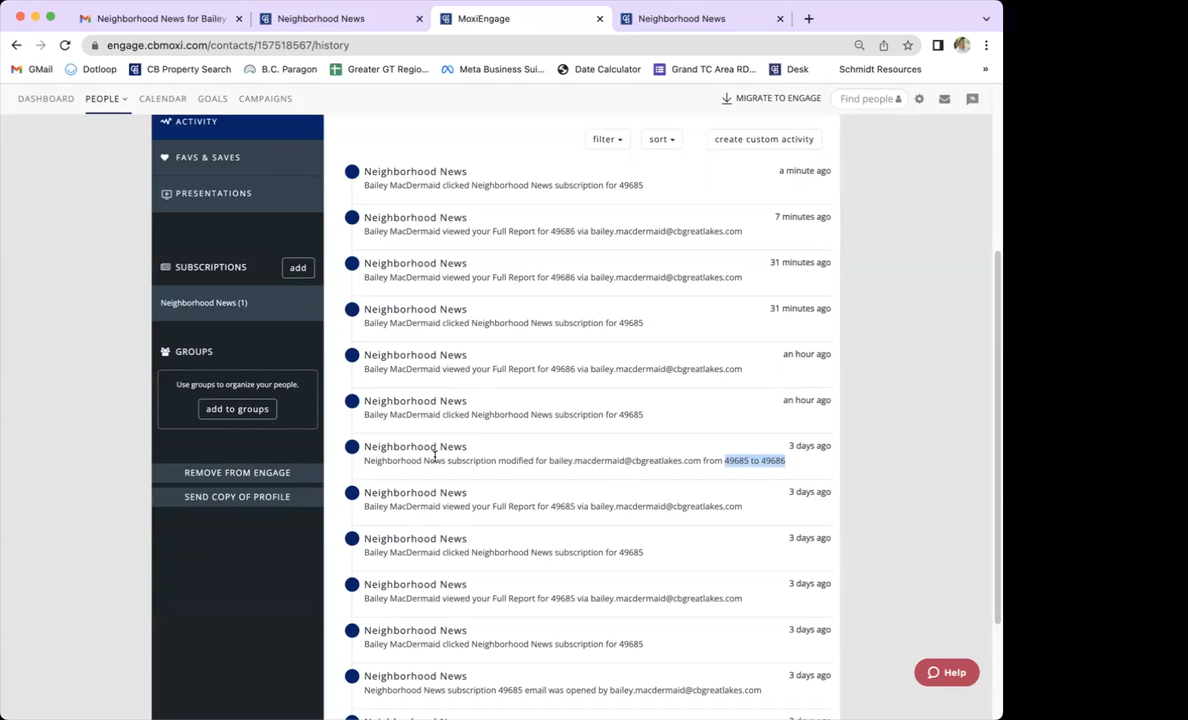 Neighborhood News for Bailey
Neighborhood News
MoxiEngage
Neighborhood News
engage.cbmoxi.com/contacts/157518567/history
GMail
Dotloop
CB Property Search
B.C. Paragon
Greater GT Regio...
Meta Business Sui...
Date Calculator
Grand TC Area RD...
Desk
Schmidt Resources
»
DASHBOARD
PEOPLE
CALENDAR
GOALS
CAMPAIGNS
MIGRATE TO ENGAGE
Find people
ACTIVITY
FAVS & SAVES
PRESENTATIONS
SUBSCRIPTIONS
add
Neighborhood News (1)
GROUPS
Use groups to organize your people.
add to groups
REMOVE FROM ENGAGE
SEND COPY OF PROFILE
filter
sort
create custom activity
Neighborhood News
a minute ago
Bailey MacDermaid clicked Neighborhood News subscription for 49685
Neighborhood News
7 minutes ago
Bailey MacDermaid viewed your Full Report for 49686 via bailey.macdermaid@cbgreatlakes.com
Neighborhood News
31 minutes ago
Bailey MacDermaid viewed your Full Report for 49686 via bailey.macdermaid@cbgreatlakes.com
Neighborhood News
31 minutes ago
Bailey MacDermaid clicked Neighborhood News subscription for 49685
Neighborhood News
an hour ago
Bailey MacDermaid viewed your Full Report for 49686 via bailey.macdermaid@cbgreatlakes.com
Neighborhood News
an hour ago
Bailey MacDermaid clicked Neighborhood News subscription for 49685
Neighborhood News
3 days ago
Neighborhood News subscription modified for bailey.macdermaid@cbgreatlakes.com from 49685 to 49686
Neighborhood News
3 days ago
Bailey MacDermaid viewed your Full Report for 49685 via bailey.macdermaid@cbgreatlakes.com
Neighborhood News
3 days ago
Bailey MacDermaid clicked Neighborhood News subscription for 49685
Neighborhood News
3 days ago
Bailey MacDermaid viewed your Full Report for 49685 via bailey.macdermaid@cbgreatlakes.com
Neighborhood News
3 days ago
Bailey MacDermaid clicked Neighborhood News subscription for 49685
Neighborhood News
3 days ago
Neighborhood News subscription 49685 email was opened by bailey.macdermaid@cbgreatlakes.com
Help